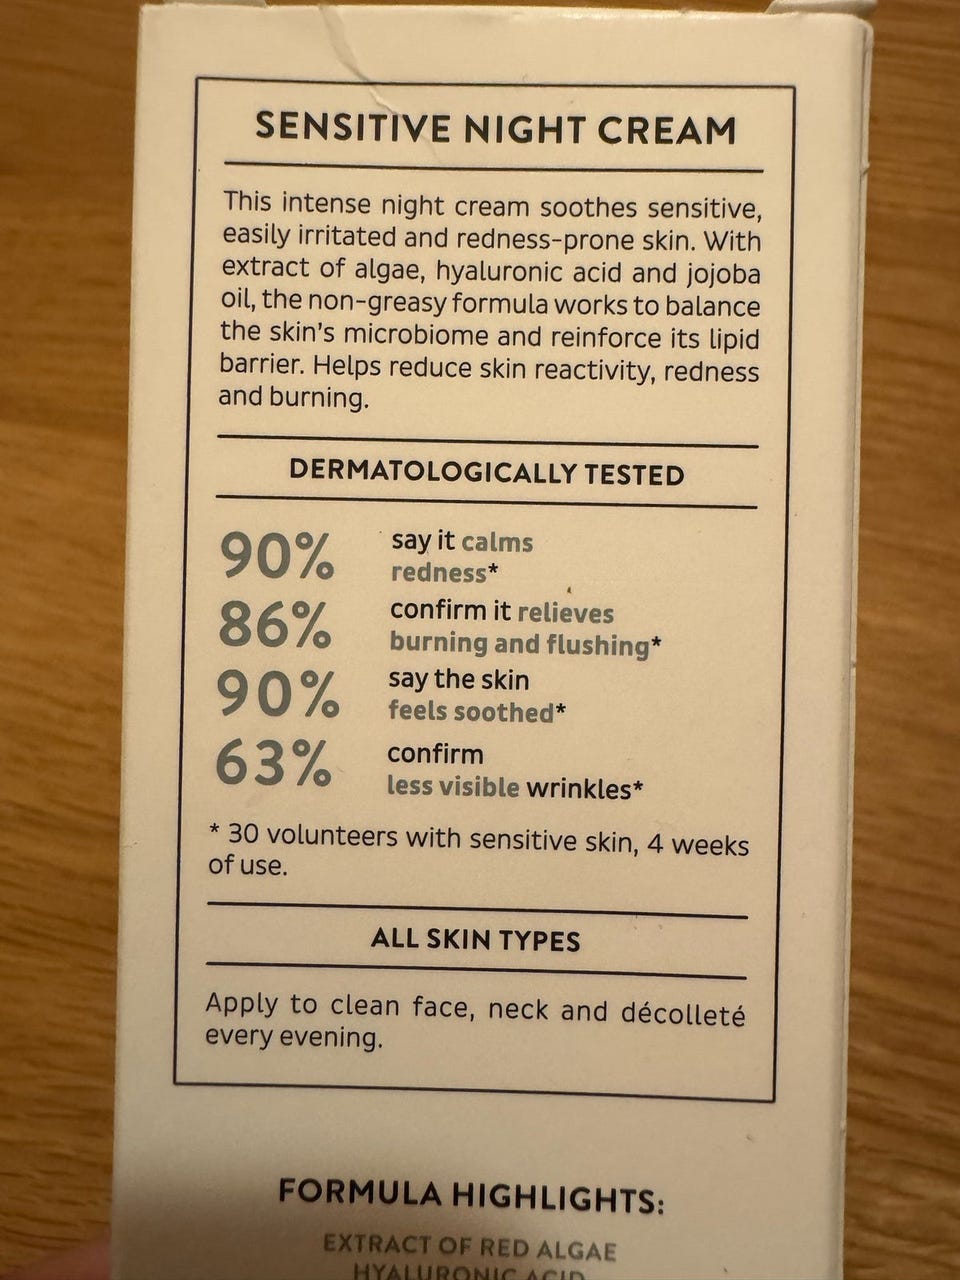 SENSITIVE NIGHT CREAM
This intense night cream soothes sensitive,
easily irritated and redness-prone skin. With
extract of algae, hyaluronic acid and jojoba
oil, the non-greasy formula works to balance
the skin's microbiome and reinforce its lipid
barrier. Helps reduce skin reactivity, redness
and burning.
DERMATOLOGICALLY TESTED
90% say it calms
redness*
86% confirm it relieves
burning and flushing*
90% say the skin
feels soothed*
63% confirm
less visible wrinkles*
* 30 volunteers with sensitive skin, 4 weeks
of use.
ALL SKIN TYPES
Apply to clean face, neck and décolleté
every evening.
FORMULA HIGHLIGHTS:
EXTRACT OF RED ALGAE
HYALURONIC ACID